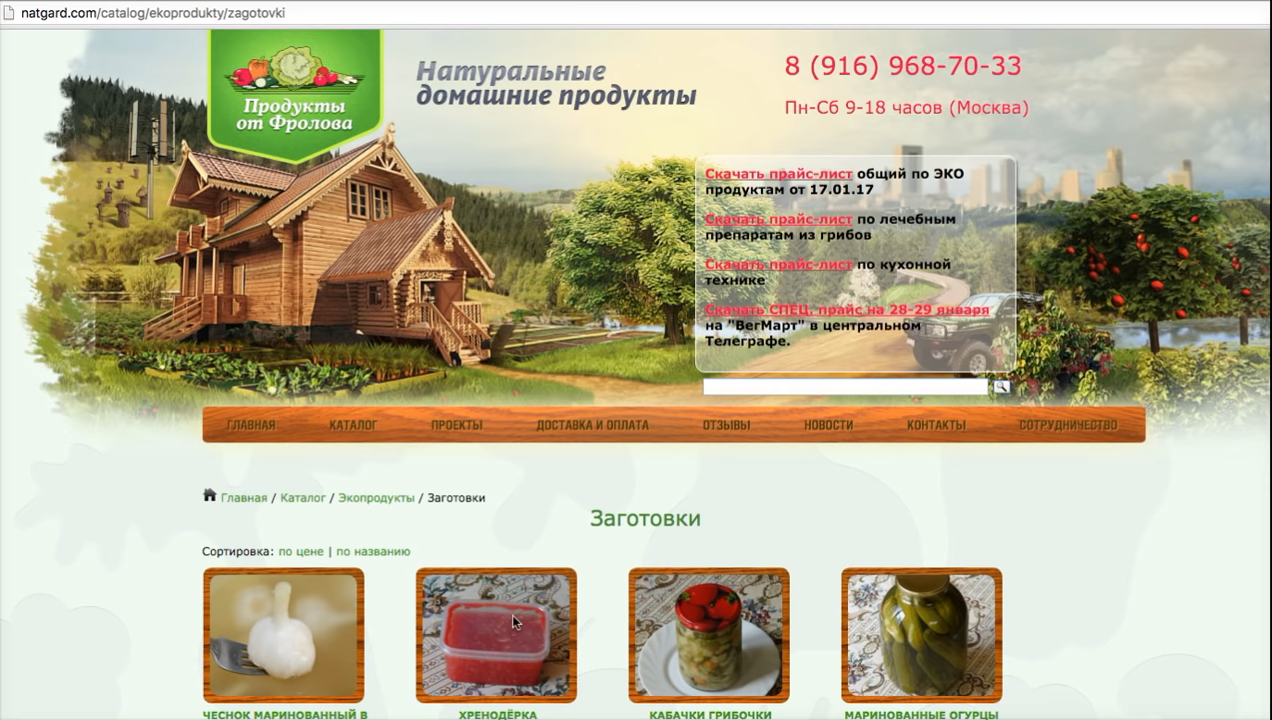 natgard.com/catalog/ekoprodukty/zagotovki
Продукты
от Фролова
Натуральные
домашние продукты
8 (916) 968-70-33
Пн-Сб 9-18 часов (Москва)
Скачать прайс-лист общий по ЭКО
продуктам от 17.01.17
Скачать прайс-лист по лечебным
препаратам из грибов
Скачать прайс-лист по кухонной
технике
Скачать СПЕЦ. прайс на 28-29 января
на "ВегМарт" в центральном
Телеграфе.
ГЛАВНАЯ КАТАЛОГ ПРОЕКТЫ ДОСТАВКА И ОПЛАТА ОТЗЫВЫ НОВОСТИ КОНТАКТЫ СОТРУДНИЧЕСТВО
Главная / Каталог / Экопродукты / Заготовки
Заготовки
Сортировка: по цене | по названию
ЧЕСНОК МАРИНОВАННЫЙ В ХРЕНОДЁРКА КАБАЧКИ ГРИБОЧКИ МАРИНОВАННЫЕ ОГУРЦЫ